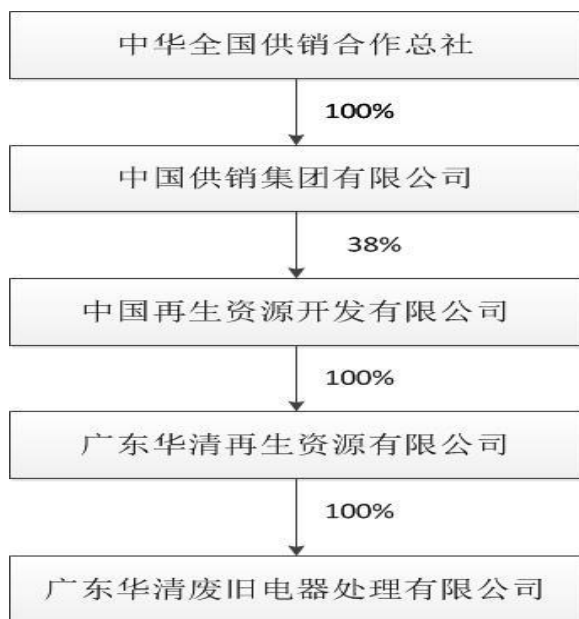 中华全国供销合作总社
100%
中国供销集团有限公司
38%
中国再生资源开发有限公司
100%
广东华清再生资源有限公司
100%
广东华清废旧电器处理有限公司